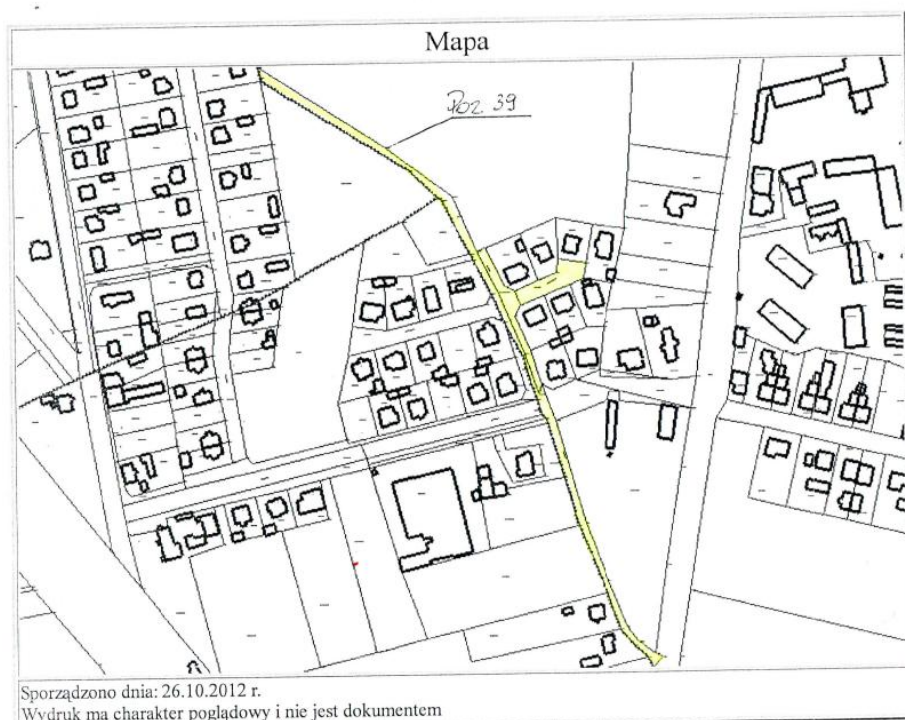 Mapa
Poz. 39
Sporządzono dnia: 26.10.2012 r.
Wydruk ma charakter poglądowy i nie jest dokumentem